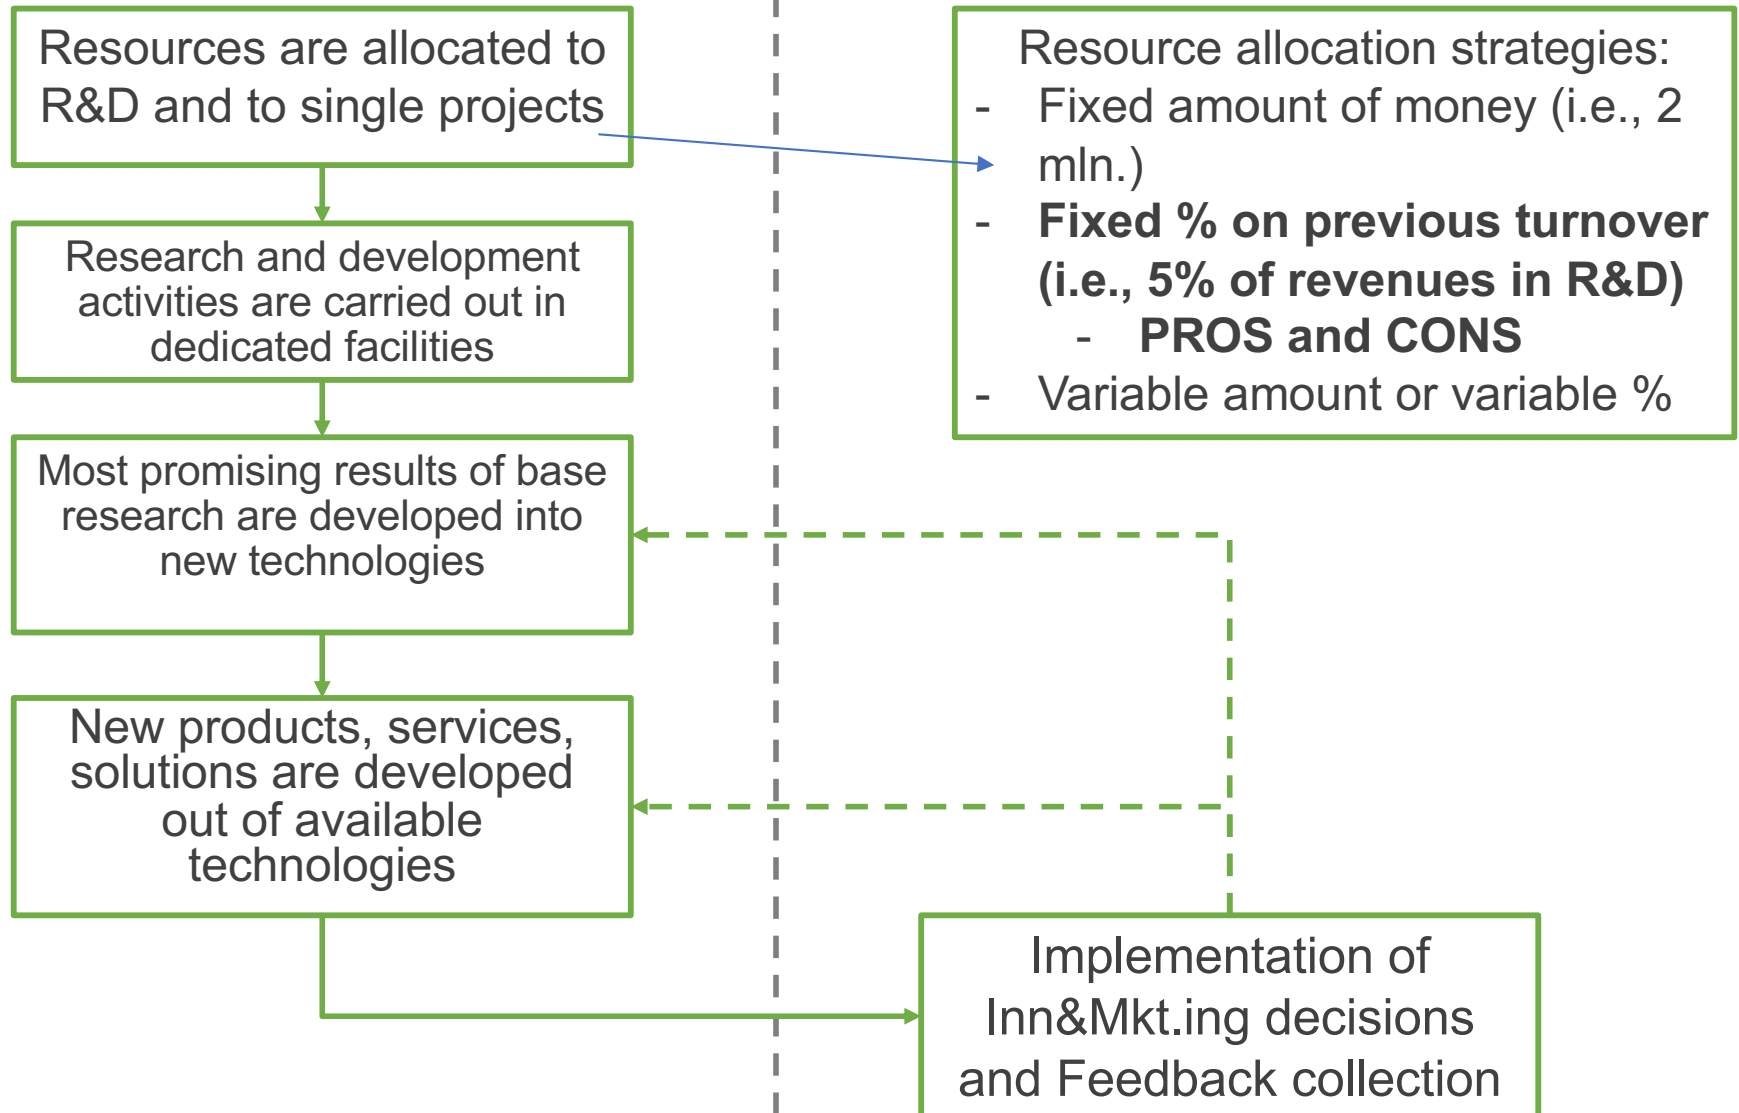 Resources are allocated to
R&D and to single projects
Research and development
activities are carried out in
dedicated facilities
Most promising results of base
research are developed into
new technologies
New products, services,
solutions are developed
out of available
technologies
Resource allocation strategies:
- Fixed amount of money (i.e., 2
mln.)
- Fixed % on previous turnover
(i.e., 5% of revenues in R&D)
- PROS and CONS
- Variable amount or variable %
Implementation of
Inn&Mkt.ing decisions
and Feedback collection